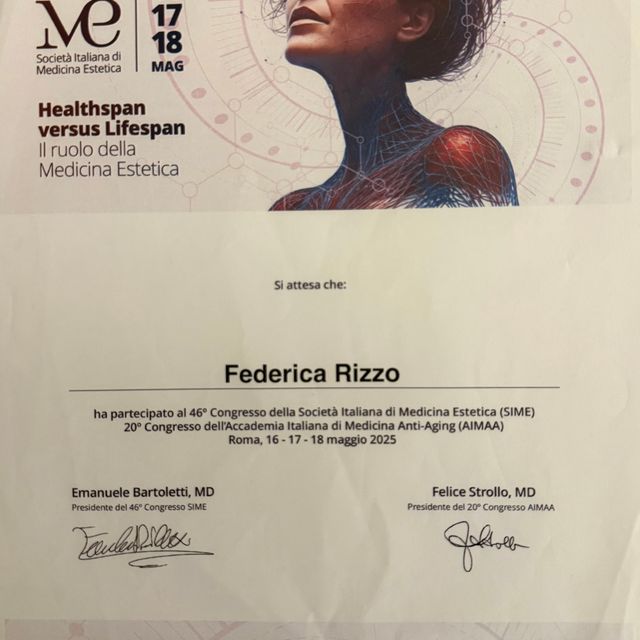 Società Italiana di
Medicina Estetica
17
18
MAG
Healthspan
versus Lifespan
Il ruolo della
Medicina Estetica
Si attesa che:
Federica Rizzo
ha partecipato al 46° Congresso della Società Italiana di Medicina Estetica (SIME)
20° Congresso dell'Accademia Italiana di Medicina Anti-Aging (AIMAA)
Roma, 16 - 17 - 18 maggio 2025
Emanuele Bartoletti, MD
Presidente del 46° Congresso SIME
Felice Strollo, MD
Presidente del 20° Congresso AIMAA